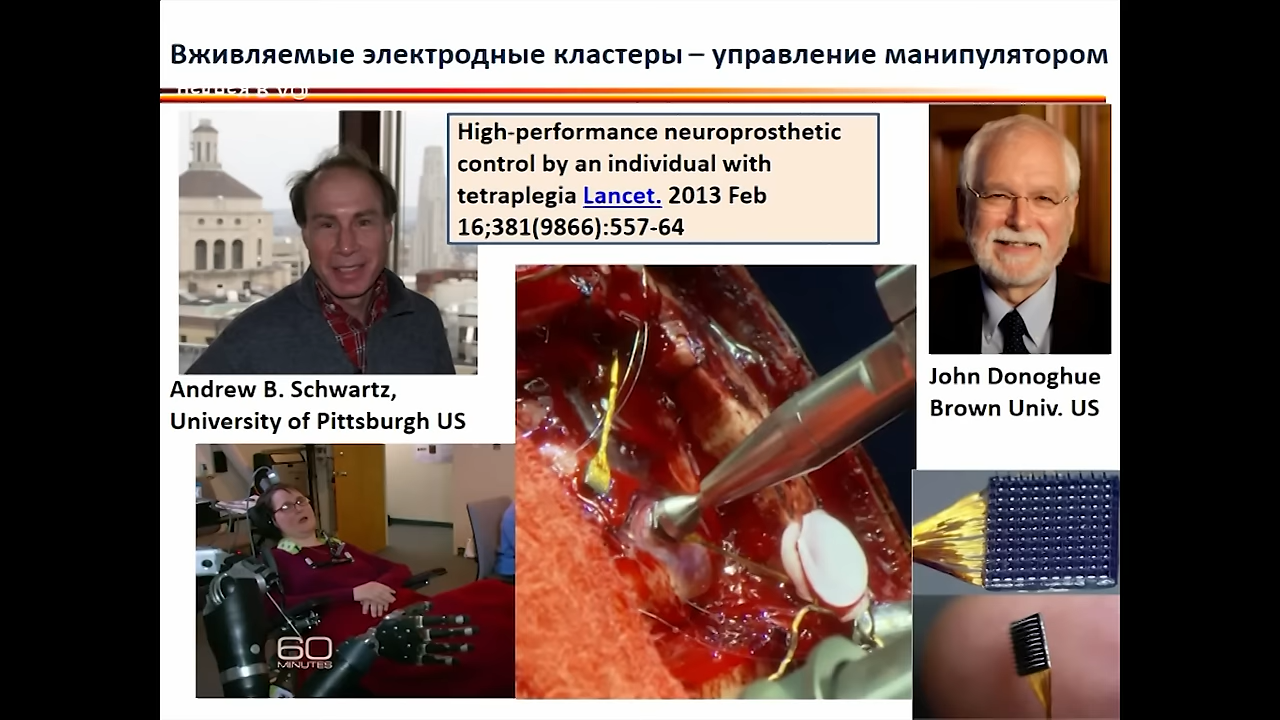 Вживляемые электродные кластеры – управление манипулятором
High-performance neuroprosthetic
control by an individual with
tetraplegia Lancet. 2013 Feb
16;381(9866):557-64
Andrew B. Schwartz,
University of Pittsburgh US
John Donoghue
Brown Univ. US
60
MINUTES